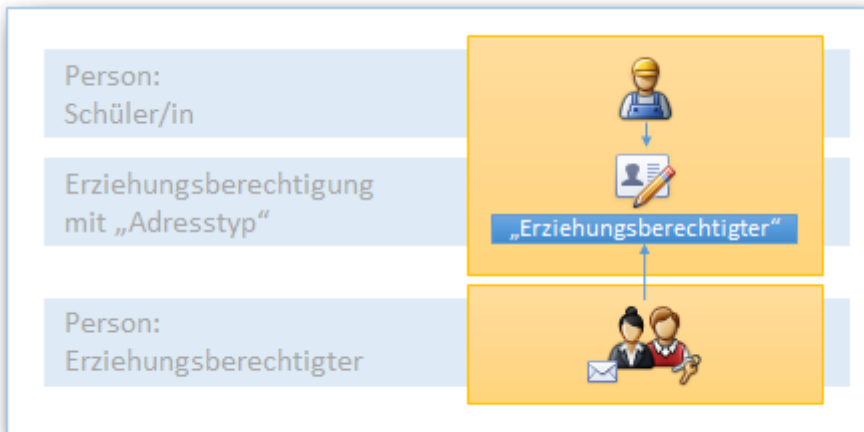 Person:
Schüler/in
Erziehungsberechtigung
mit „Adresstyp“
„Erziehungsberechtigter“
Person:
Erziehungsberechtigter